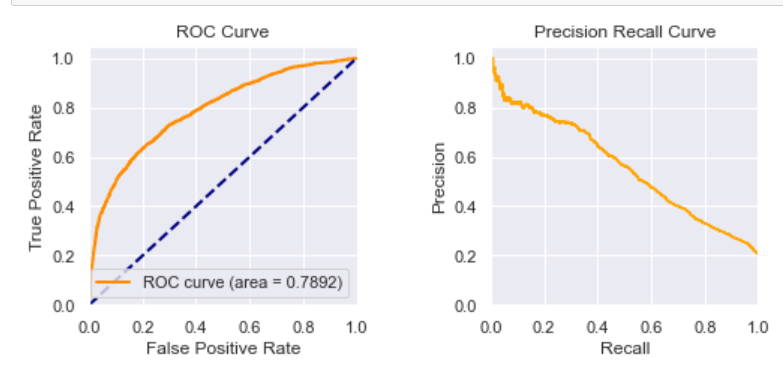 ROC Curve
1.0
0.8
0.6
0.4
0.2
0.0
True Positive Rate
ROC curve (area = 0.7892)
0.0 0.2 0.4 0.6 0.8 1.0
False Positive Rate
Precision Recall Curve
1.0
0.8
0.6
0.4
0.2
0.0
Precision
0.0 0.2 0.4 0.6 0.8 1.0
Recall